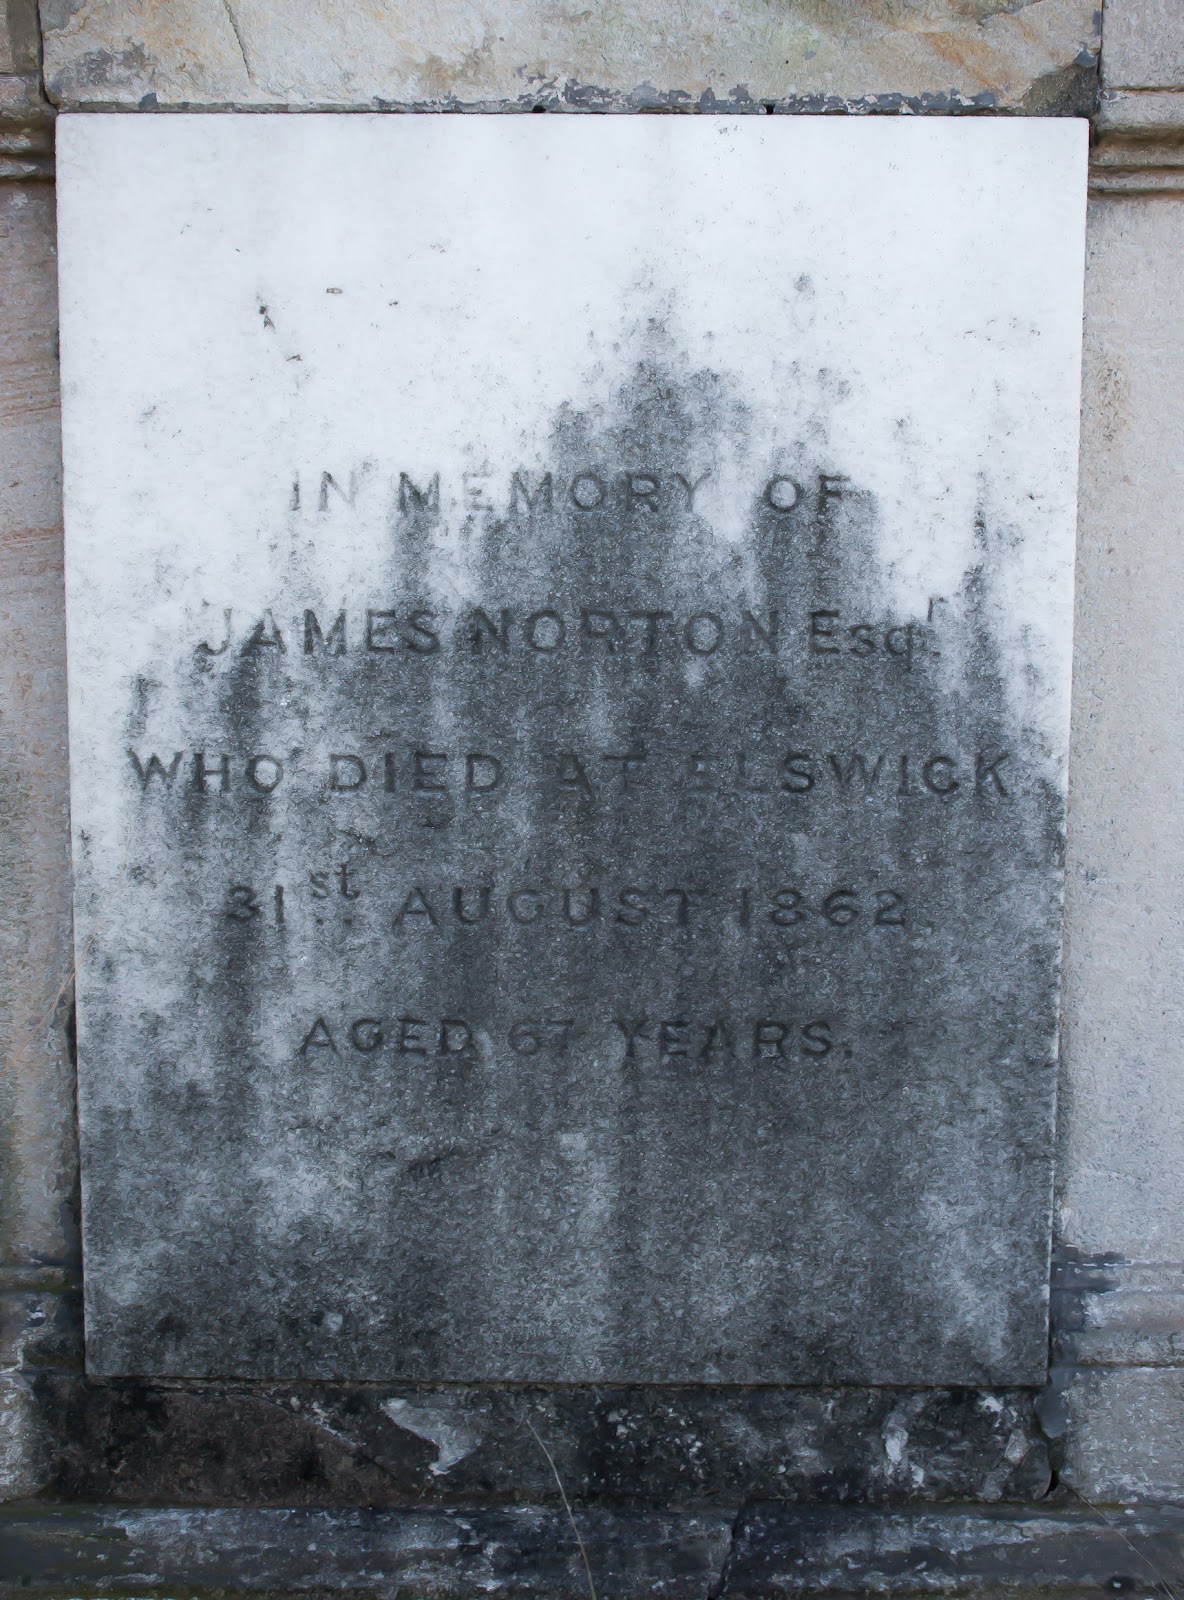 IN MEMORY OF
JAMES NORTON Esqr.
WHO DIED AT ELSWICK
31st. AUGUST 1862.
AGED 67 YEARS.